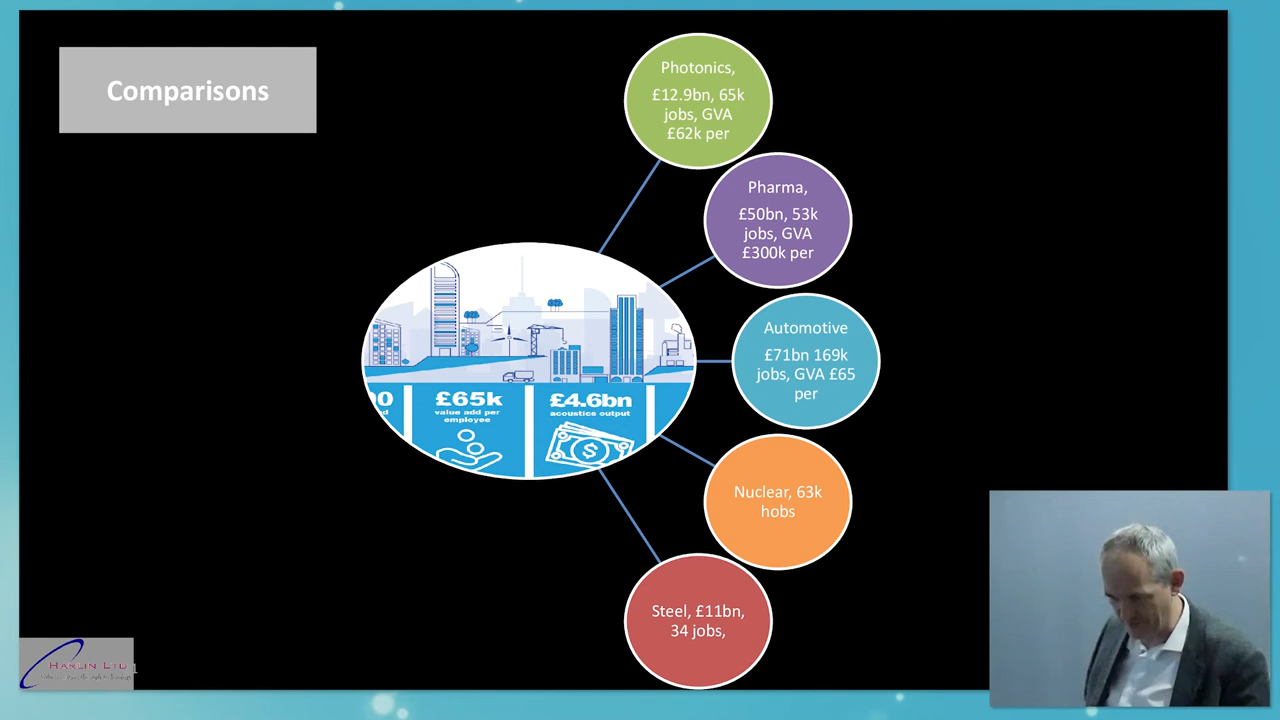 Comparisons
Photonics,
£12.9bn, 65k
jobs, GVA
£62k per
Pharma,
£50bn, 53k
jobs, GVA
£300k per
Automotive
£71bn 169k
jobs, GVA £65
per
Nuclear, 63k
hobs
Steel, £11bn,
34 jobs,
£65k
value add per
employee
£4.6bn
acoustics output
$
HARLIN LTD